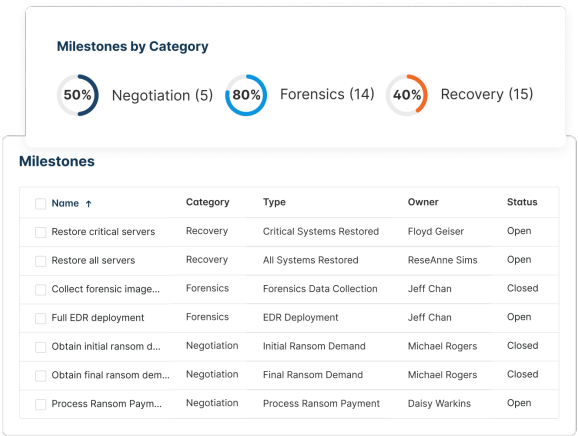 Milestones by Category
50% Negotiation (5) 80% Forensics (14) 40% Recovery (15)
Milestones
Name ↑ Category Type Owner Status
Restore critical servers Recovery Critical Systems Restored Floyd Geiser Open
Restore all servers Recovery All Systems Restored ReseAnne Sims Open
Collect forensic image... Forensics Forensics Data Collection Jeff Chan Closed
Full EDR deployment Forensics EDR Deployment Jeff Chan Open
Obtain initial ransom d... Negotiation Initial Ransom Demand Michael Rogers Closed
Obtain final ransom dem... Negotiation Final Ransom Demand Michael Rogers Closed
Process Ransom Paym... Negotiation Process Ransom Payment Daisy Warkins Open